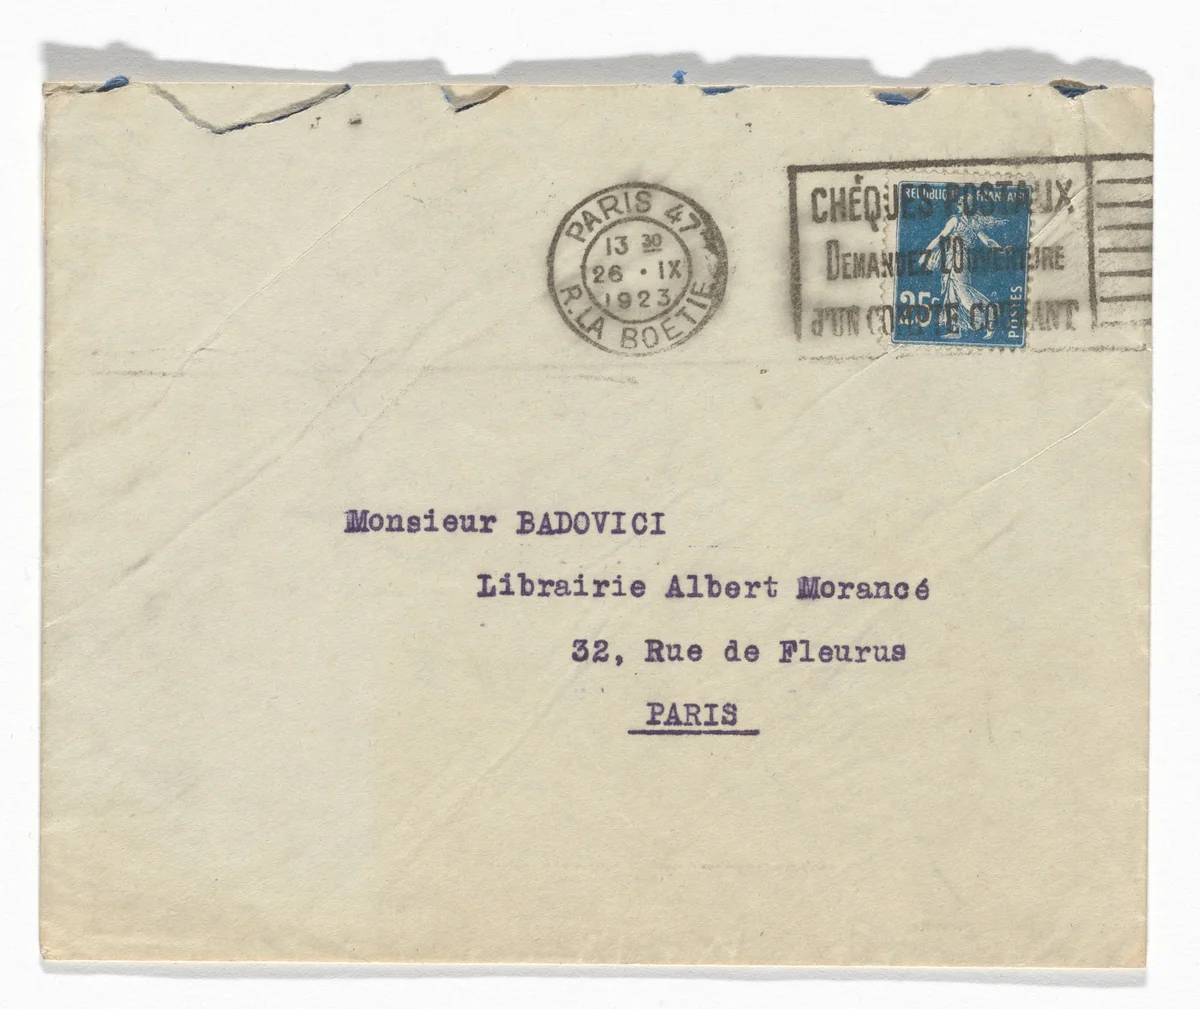 PARIS 47
13 30
26 · IX
1923
R. LA BOETIE
CHÉQUES POSTAUX
DEMANDEZ L'OUVERTURE
d'UN COMPTE COURANT
REPUBLIQUE FRANÇAISE
25c
POSTES
Monsieur BADOVICI
Librairie Albert Morancé
32, Rue de Fleurus
PARIS